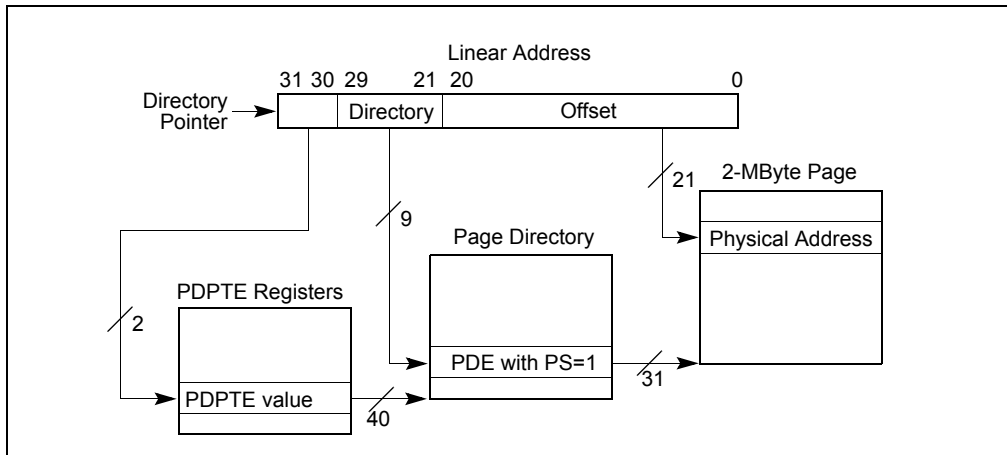 Linear Address
31 30 29 21 20 0
Directory Pointer
Directory
Offset
2-MByte Page
21
9
Physical Address
Page Directory
PDPTE Registers
2
PDE with PS=1
31
PDPTE value
40